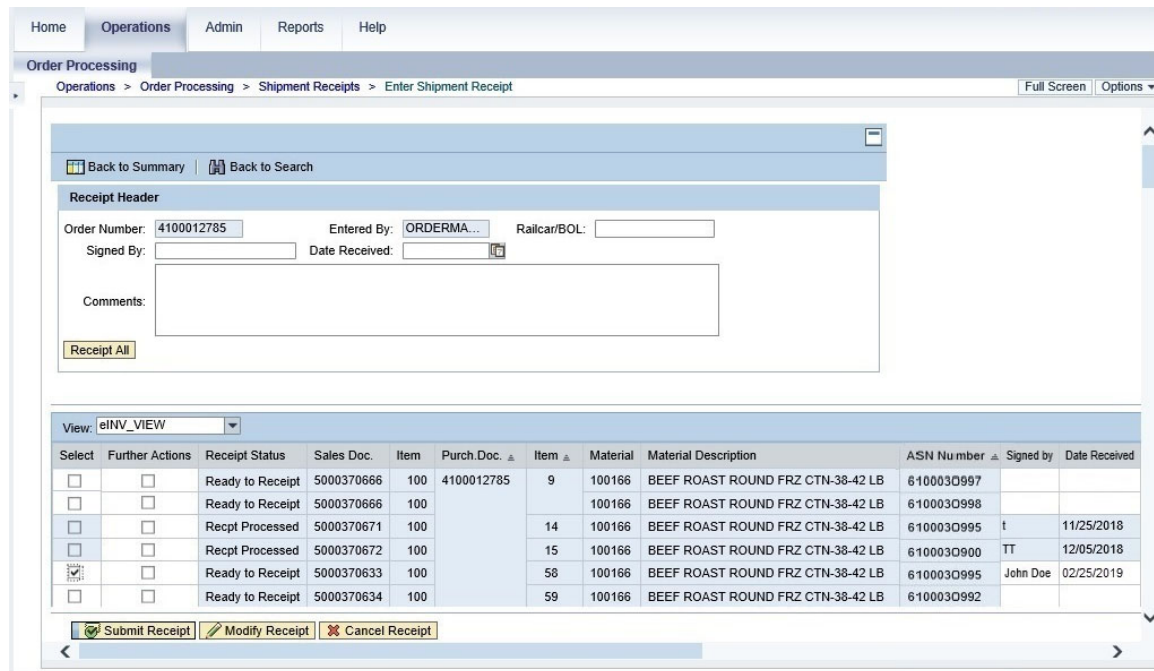 Home Operations Admin Reports Help
Order Processing
Operations > Order Processing > Shipment Receipts > Enter Shipment Receipt Full Screen Options
Back to Summary Back to Search
Receipt Header
Order Number: 4100012785 Entered By: ORDERMA... Railcar/BOL:
Signed By: Date Received:
Comments:
Receipt All
View: eINV_VIEW
Select Further Actions Receipt Status Sales Doc. Item Purch.Doc. Item Material Material Description ASN Number Signed by Date Received
Ready to Receipt 5000370666 100 4100012785 9 100166 BEEF ROAST ROUND FRZ CTN-38-42 LB 6100030997
Ready to Receipt 5000370666 100 100166 BEEF ROAST ROUND FRZ CTN-38-42 LB 6100030998
Recpt Processed 5000370671 100 14 100166 BEEF ROAST ROUND FRZ CTN-38-42 LB 6100030995 t 11/25/2018
Recpt Processed 5000370672 100 15 100166 BEEF ROAST ROUND FRZ CTN-38-42 LB 6100030900 TT 12/05/2018
Ready to Receipt 5000370633 100 58 100166 BEEF ROAST ROUND FRZ CTN-38-42 LB 6100030995 John Doe 02/25/2019
Ready to Receipt 5000370634 100 59 100166 BEEF ROAST ROUND FRZ CTN-38-42 LB 6100030992
Submit Receipt Modify Receipt Cancel Receipt